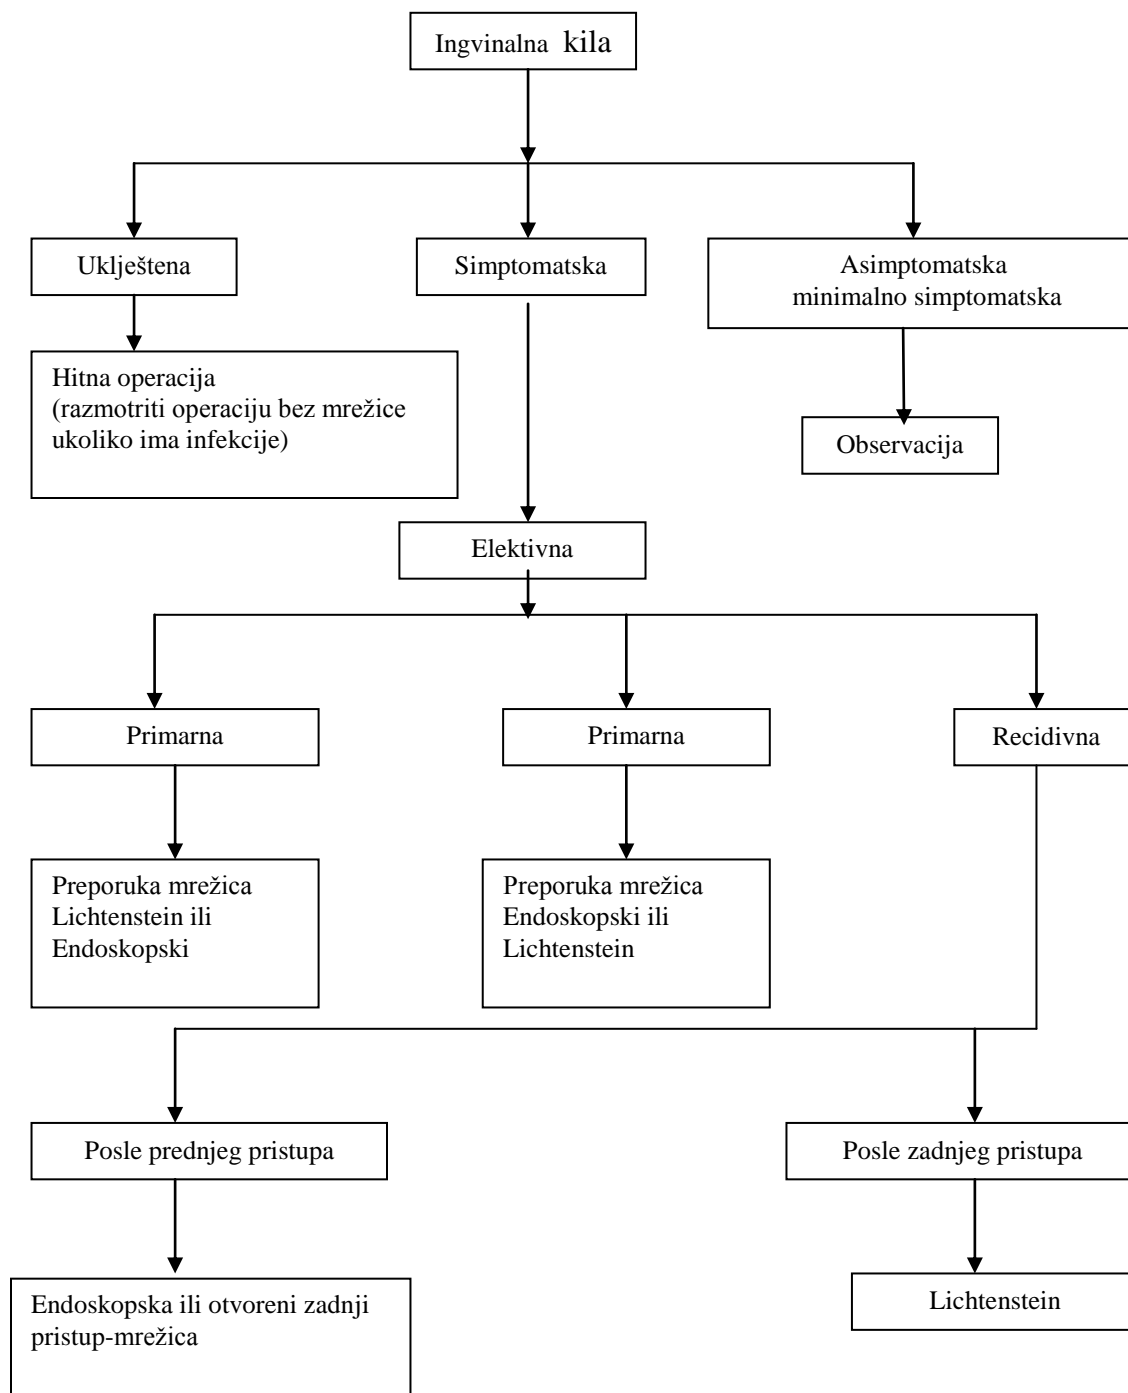 Ingvinalna kila
Uklještena
Simptomatska
Asimptomatska
minimalno simptomatska
Hitna operacija
(razmotriti operaciju bez mrežice
ukoliko ima infekcije)
Observacija
Elektivna
Primarna
Primarna
Recidivna
Preporuka mrežica
Lichtenstein ili
Endoskopski
Preporuka mrežica
Endoskopski ili
Lichtenstein
Posle prednjeg pristupa
Posle zadnjeg pristupa
Endoskopska ili otvoreni zadnji
pristup-mrežica
Lichtenstein